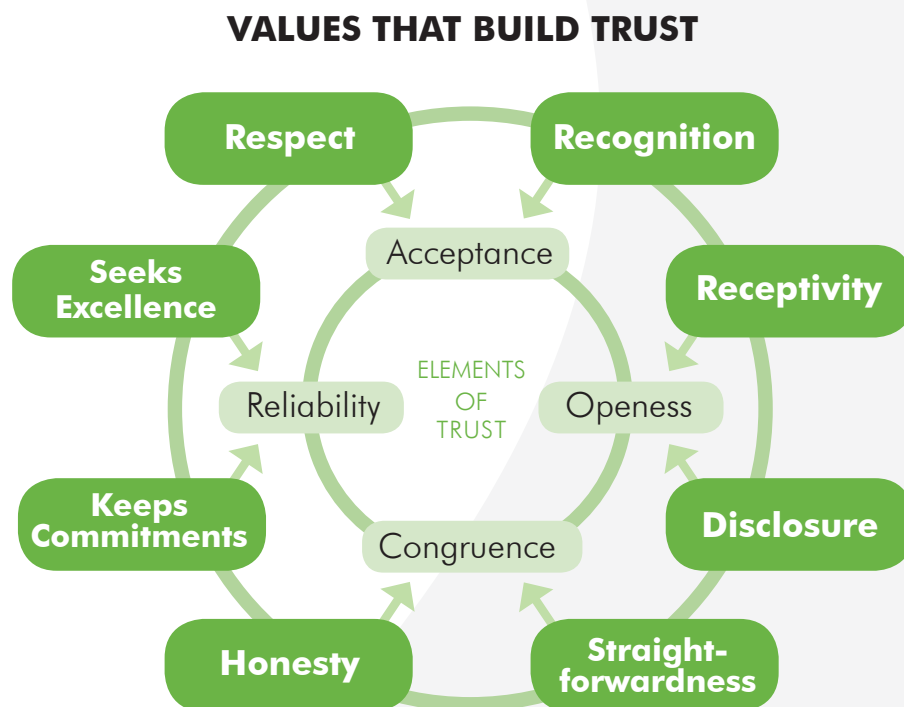 VALUES THAT BUILD TRUST
Respect
Recognition
Acceptance
Seeks
Excellence
Receptivity
ELEMENTS
OF
TRUST
Reliability
Openess
Keeps
Commitments
Disclosure
Congruence
Honesty
Straight-
forwardness